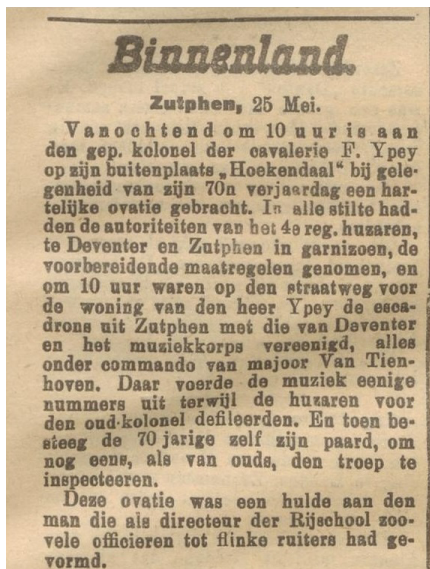 Binnenland.
Zutphen, 25 Mei.
Vanochtend om 10 uur is aan
den gep. kolonel der cavalerie F. Ypey
op zijn buitenplaats „Hoekendaal" bij gele-
genheid van zijn 70n verjaardag een har-
telijke ovatie gebracht. In alle stilte had-
den de autoriteiten van het 4e reg. huzaren,
te Deventer en Zutphen in garnizoen, de
voorbereidende maatregelen genomen, en
om 10 uur waren op den straatweg voor
de woning van den heer Ypey de esca-
drons uit Zutphen met die van Deventer
en het muziekkorps vereenigd, alles
onder commando van majoor Van Tien-
hoven. Daar voerde de muziek eenige
nummers uit terwijl de huzaren voor
den oud-kolonel defileerden. En toen be-
steeg de 70 jarige zelf zijn paard, om
nog eens, als van ouds, den troep te
inspecteeren.
Deze ovatie was een hulde aan den
man die als directeur der Rijschool zoo-
vele officieren tot flinke ruiters had ge-
vormd.